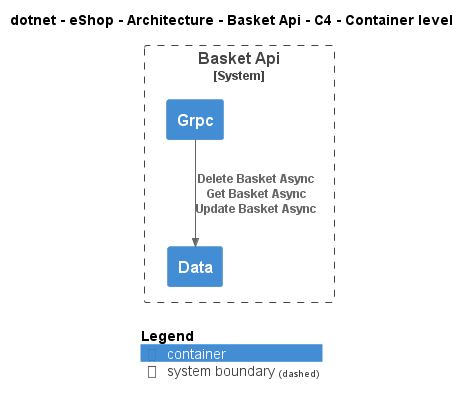 dotnet - eShop - Architecture - Basket Api - C4 - Container level
Basket Api
[System]
Grpc
Delete Basket Async
Get Basket Async
Update Basket Async
Data
Legend
container
system boundary (dashed)